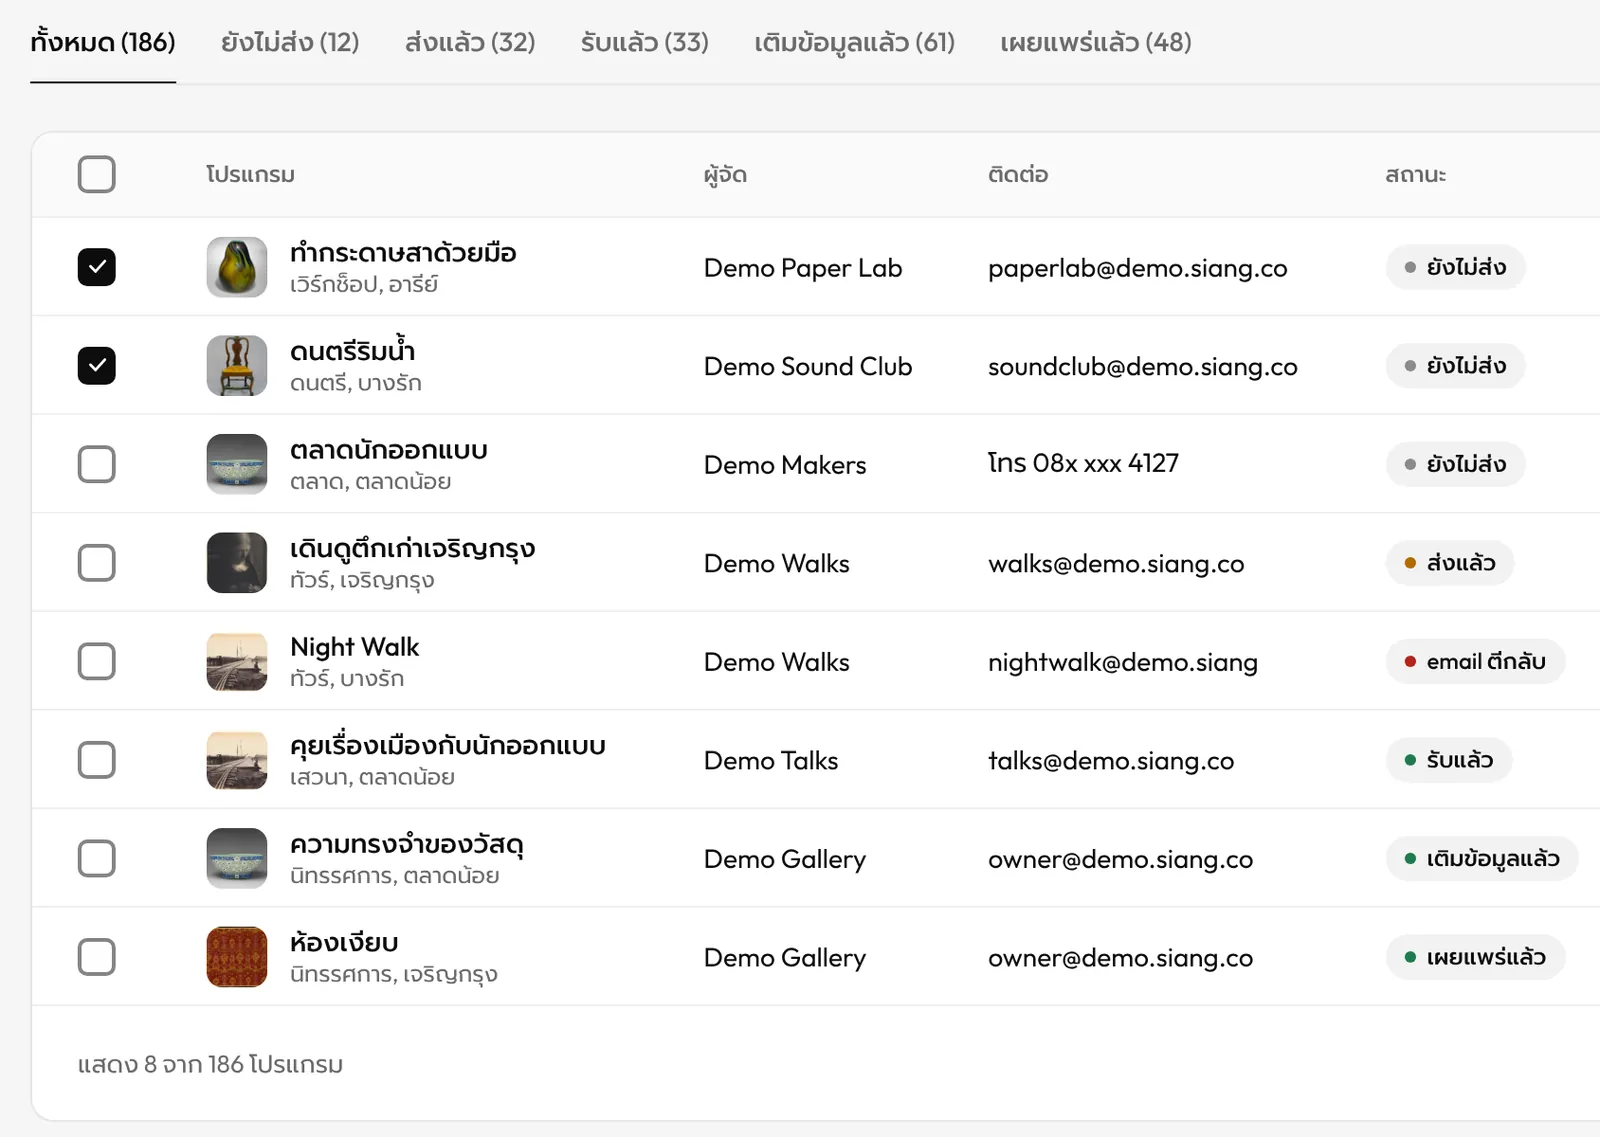 ทั้งหมด (186) ยังไม่ส่ง (12) ส่งแล้ว (32) รับแล้ว (33) เติมข้อมูลแล้ว (61) เผยแพร่แล้ว (48)
โปรแกรม ผู้จัด ติดต่อ สถานะ
ทำกระดาษสาด้วยมือ
เวิร์กช็อป, อารีย์
Demo Paper Lab paperlab@demo.siang.co ยังไม่ส่ง
ดนตรีริมน้ำ
ดนตรี, บางรัก
Demo Sound Club soundclub@demo.siang.co ยังไม่ส่ง
ตลาดนักออกแบบ
ตลาด, ตลาดน้อย
Demo Makers โทร 08x xxx 4127 ยังไม่ส่ง
เดินดูตึกเก่าเจริญกรุง
ทัวร์, เจริญกรุง
Demo Walks walks@demo.siang.co ส่งแล้ว
Night Walk
ทัวร์, บางรัก
Demo Walks nightwalk@demo.siang email ตีกลับ
คุยเรื่องเมืองกับนักออกแบบ
เสวนา, ตลาดน้อย
Demo Talks talks@demo.siang.co รับแล้ว
ความทรงจำของวัสดุ
นิทรรศการ, ตลาดน้อย
Demo Gallery owner@demo.siang.co เติมข้อมูลแล้ว
ห้องเงียบ
นิทรรศการ, เจริญกรุง
Demo Gallery owner@demo.siang.co เผยแพร่แล้ว
แสดง 8 จาก 186 โปรแกรม